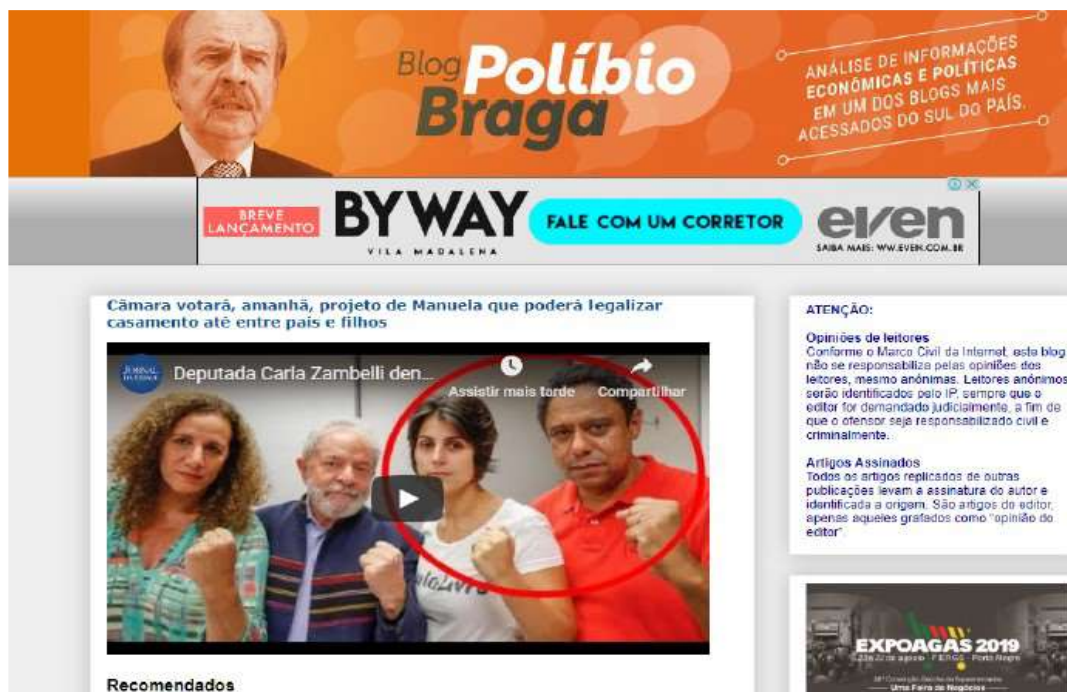 Blog Políbio
Braga
ANÁLISE DE INFORMAÇÕES
ECONÔMICAS E POLÍTICAS
EM UM DOS BLOGS MAIS
ACESSADOS DO SUL DO PAÍS.
BREVE
LANÇAMENTO
BYWAY
VILA MADALENA
FALE COM UM CORRETOR
even
SAIBA MAIS: WW.EVEN.COM.BR
Câmara votará, amanhã, projeto de Manuela que poderá legalizar
casamento até entre pais e filhos
JORNAL
DA CIDADE
Deputada Carla Zambelli den...
Assistir mais tarde
Compartilhar
Recomendados
ATENÇÃO:
Opiniões de leitores
Conforme o Marco Civil da Internet, este blog
não se responsabiliza pelas opiniões dos
leitores, mesmo anônimas. Leitores anônimos
serão identificados pelo IP, sempre que o
editor for demandado judicialmente, a fim de
que o ofensor seja responsabilizado civil e
criminalmente.
Artigos Assinados
Todos os artigos replicados de outras
publicações levam a assinatura do autor e
identificada a origem. São artigos do editor,
apenas aqueles grafados como "opinião do
editor".
EXPOAGAS 2019
Uma Feira de Negócios